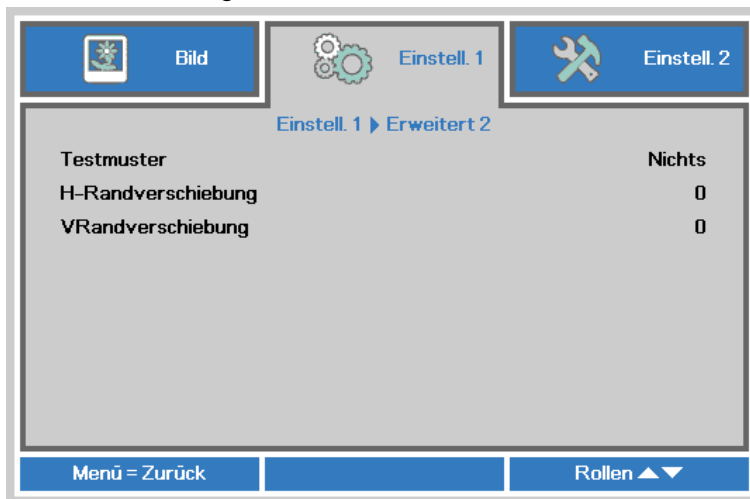 Bild
Einstell. 1
Einstell. 2
Einstell. 1 ▶ Erweitert 2
Testmuster Nichts
H-Randverschiebung 0
VRandverschiebung 0
Menü = Zurück
Rollen ▲▼